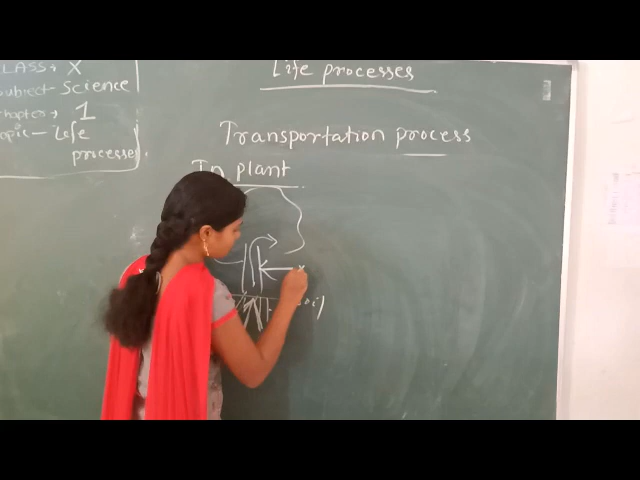 CLASS: X
Subject- Science
Chapter: 1
Topic- Life
processes.
Life processes
Transportation process
In plant